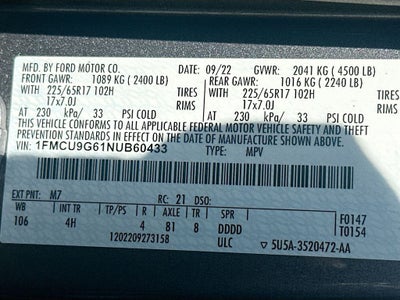 MFD. BY FORD MOTOR CO. 09/22 GVWR: 2041 KG (4500 LB)
FRONT GAWR: 1089 KG (2400 LB) REAR GAWR: 1016 KG (2240 LB)
WITH 225/65R17 102H TIRES WITH 225/65R17 102H TIRES
17x7.0J RIMS 17x7.0J RIMS
AT 230 kPa/ 33 PSI COLD AT 230 kPa/ 33 PSI COLD
THIS VEHICLE CONFORMS TO ALL APPLICABLE FEDERAL MOTOR VEHICLE SAFETY AND THEFT
PREVENTION STANDARDS IN EFFECT ON THE DATE OF MANUFACTURE SHOWN ABOVE.
VIN: 1FMCU9G61NUB60433 TYPE: MPV
EXT PNT: M7 RC: 21 DSO:
WB INT TR TP/PS R AXLE TR SPR F0147
106 4H 4 81 8 DDDD T0154
1202209273158 ULC ▽5U5A-3520472-AA